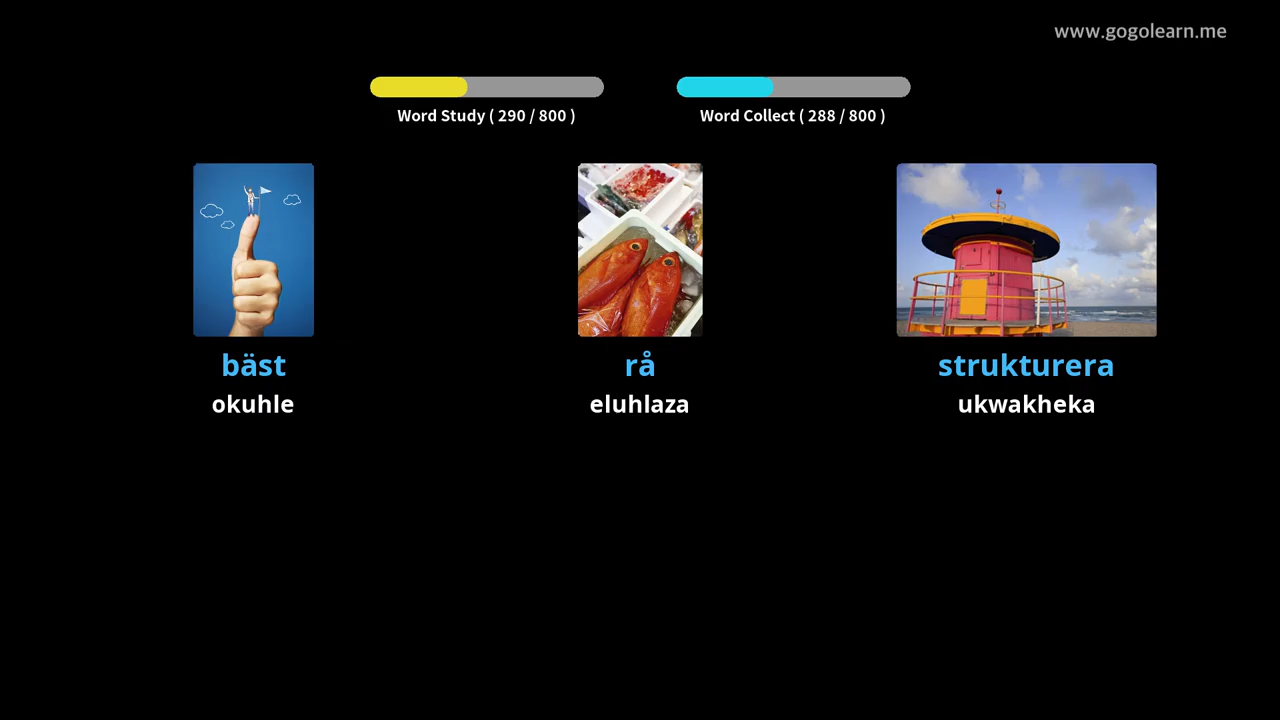 www.gogolearn.me
Word Study ( 290 / 800 )
Word Collect ( 288 / 800 )
bäst
rå
strukturera
okuhle
eluhlaza
ukwakheka